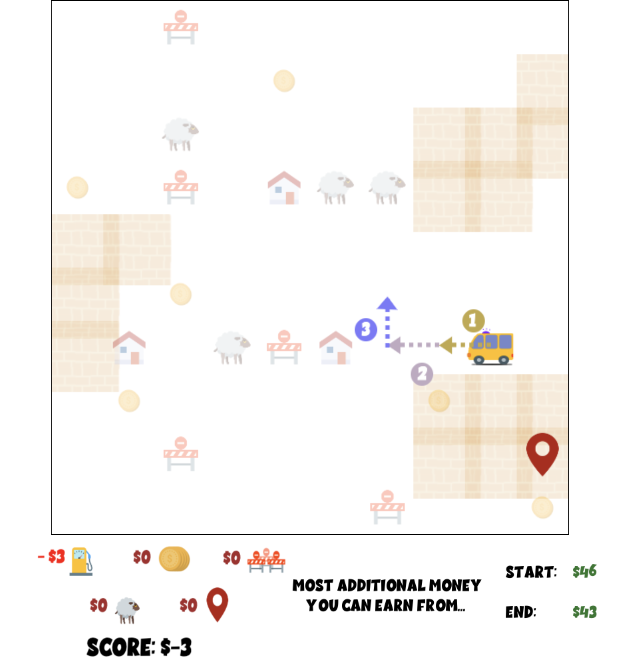 1
2
3
- $3
$0
$0
$0
$0
MOST ADDITIONAL MONEY
YOU CAN EARN FROM...
START: $46
END: $43
SCORE: $-3